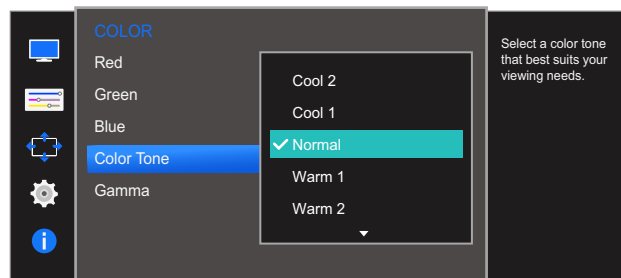 COLOR
Red
Green
Blue
Color Tone
Gamma
Cool 2
Cool 1
Normal
Warm 1
Warm 2
Select a color tone
that best suits your
viewing needs.